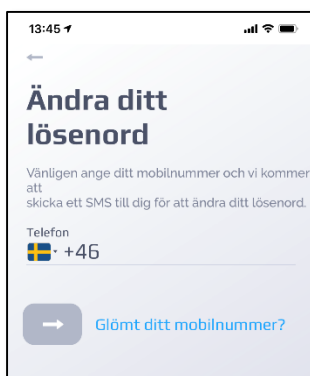 13:45
Ändra ditt
lösenord
Vänligen ange ditt mobilnummer och vi kommer
att
skicka ett SMS till dig för att ändra ditt lösenord.
Telefon
+46
Glömt ditt mobilnummer?